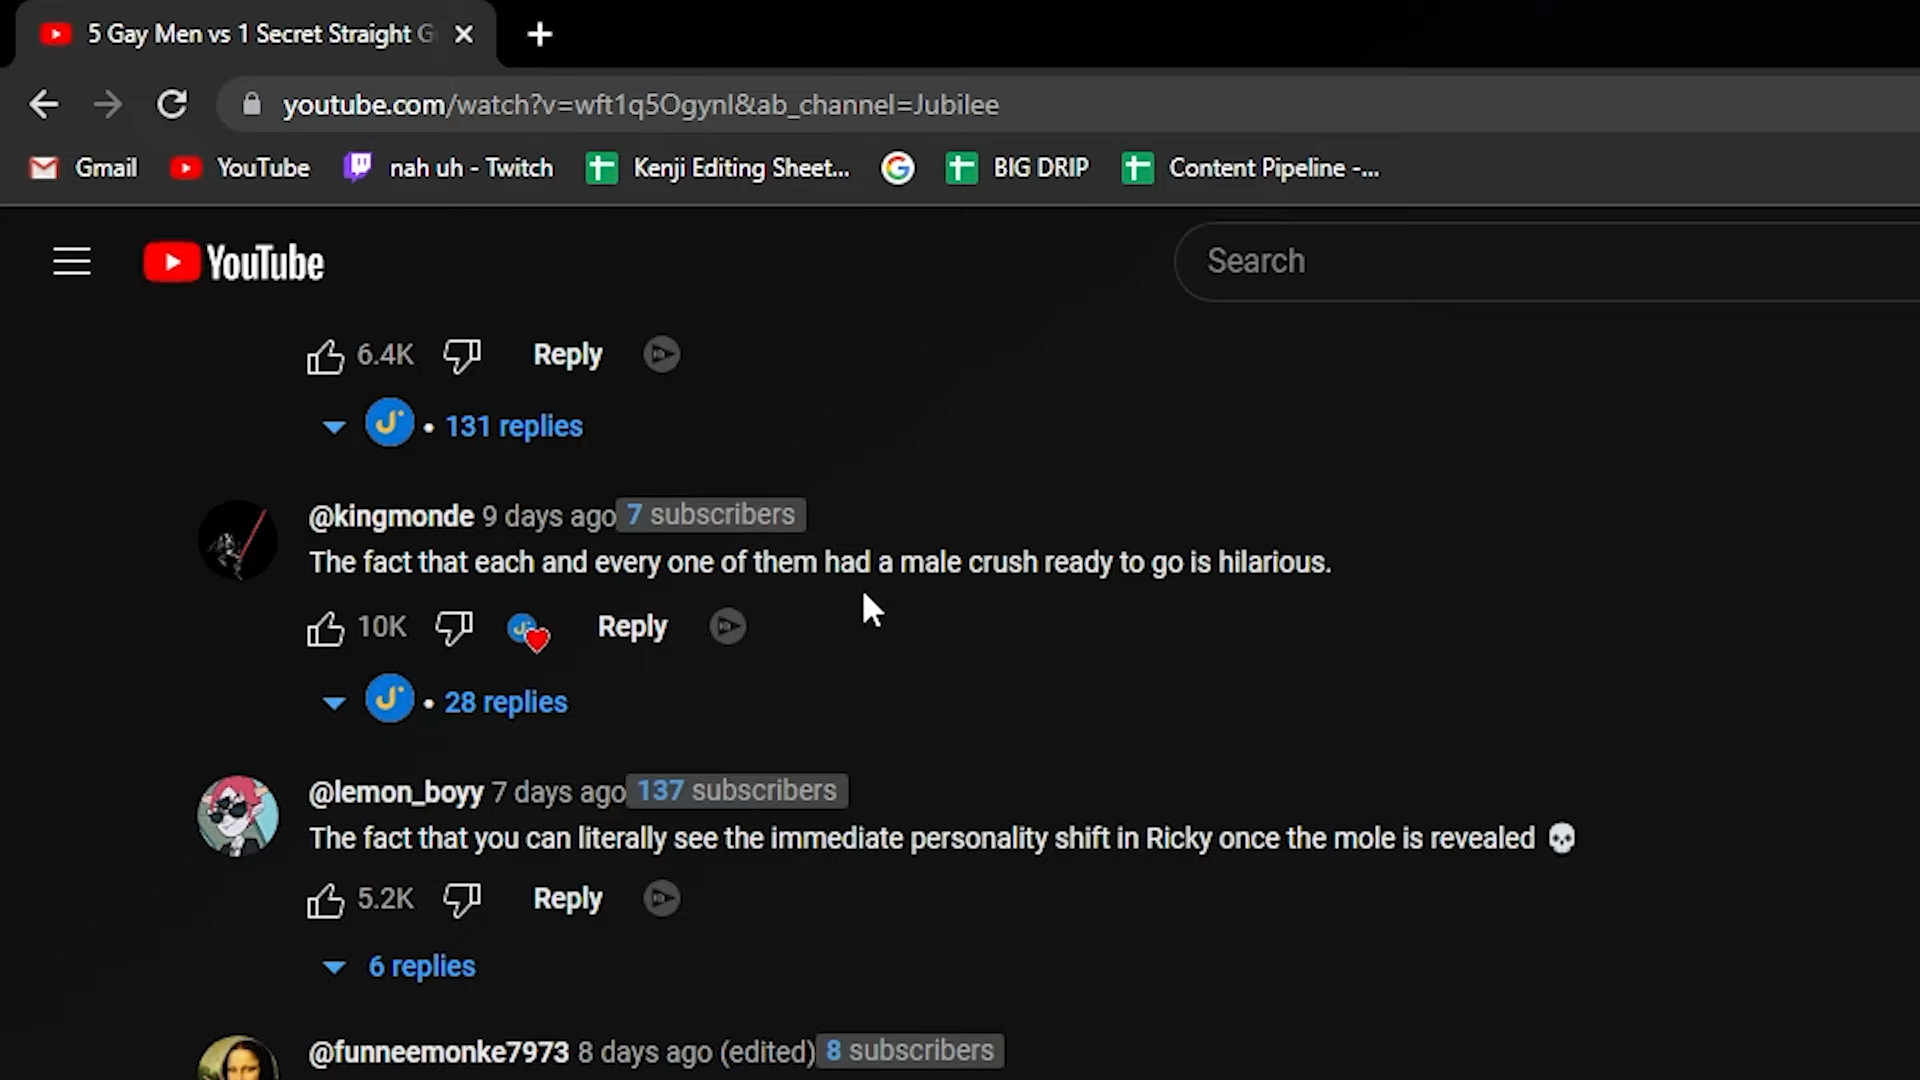 5 Gay Men vs 1 Secret Straight G
youtube.com/watch?v=wft1q5Ogynl&ab_channel=Jubilee
Gmail YouTube nah uh - Twitch Kenji Editing Sheet... BIG DRIP Content Pipeline -...
YouTube Search
6.4K Reply
• 131 replies
@kingmonde 9 days ago 7 subscribers
The fact that each and every one of them had a male crush ready to go is hilarious.
10K Reply
• 28 replies
@lemon_boyy 7 days ago 137 subscribers
The fact that you can literally see the immediate personality shift in Ricky once the mole is revealed 💀
5.2K Reply
6 replies
@funneemonke7973 8 days ago (edited) 8 subscribers